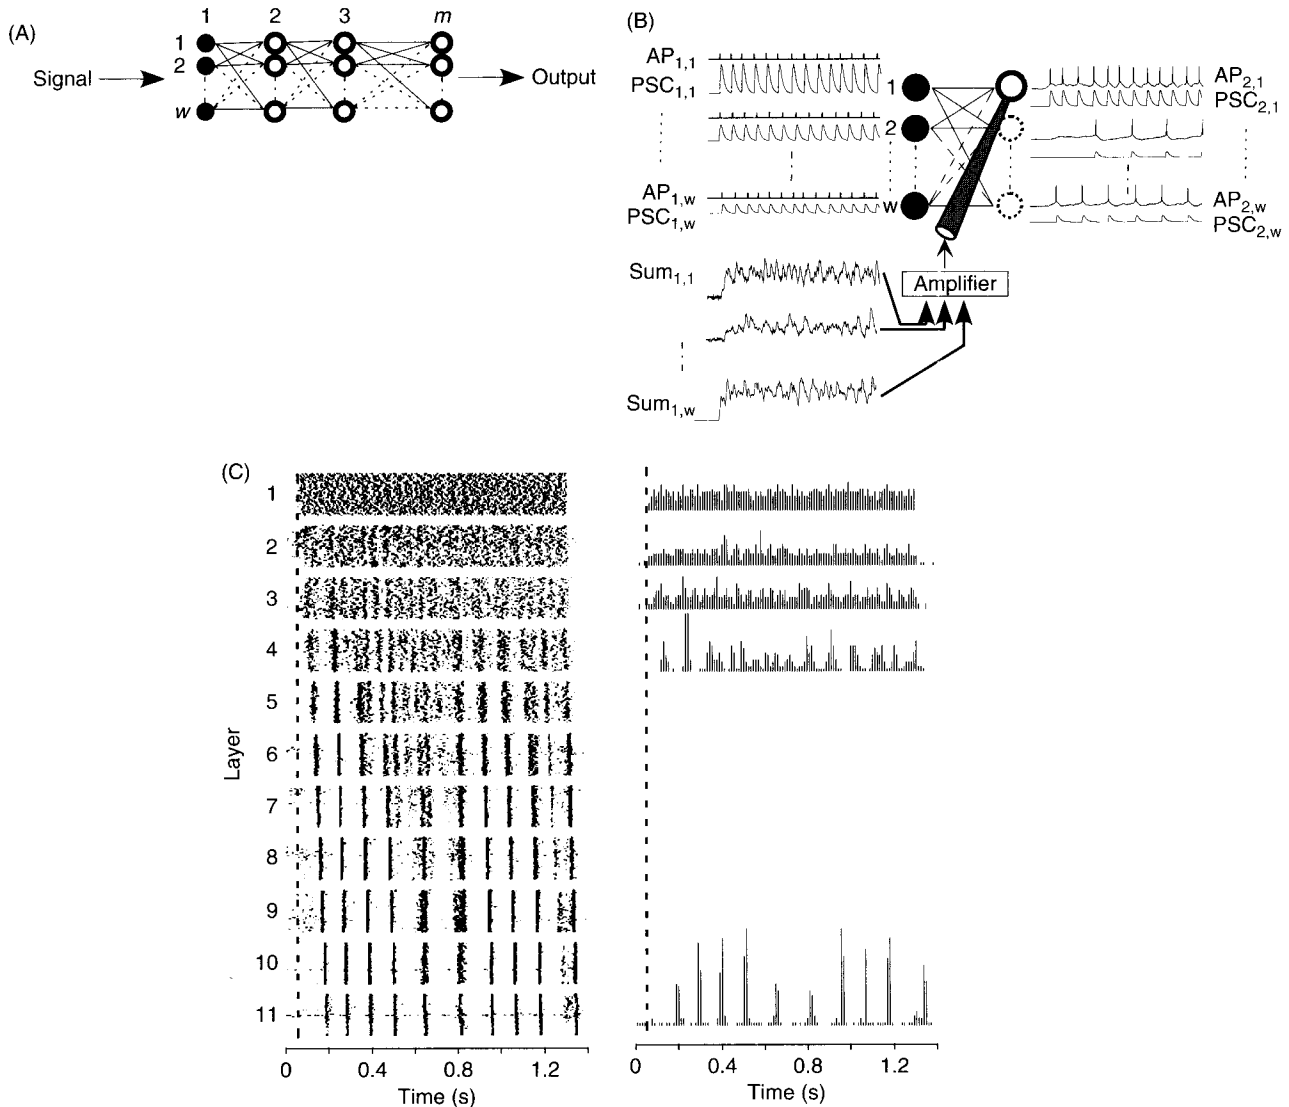 (A)
1 2 3 m
1
2
w
Signal
Output
(B)
AP1,1
PSC1,1
AP1,w
PSC1,w
1
2
w
AP2,1
PSC2,1
AP2,w
PSC2,w
Sum1,1
Sum1,w
Amplifier
(C)
Layer
1
2
3
4
5
6
7
8
9
10
11
0 0.4 0.8 1.2
Time (s)
0 0.4 0.8 1.2
Time (s)